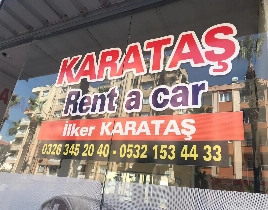 KARATAŞ
Rent a car
İlker KARATAŞ
0326 345 20 40 - 0532 153 44 33